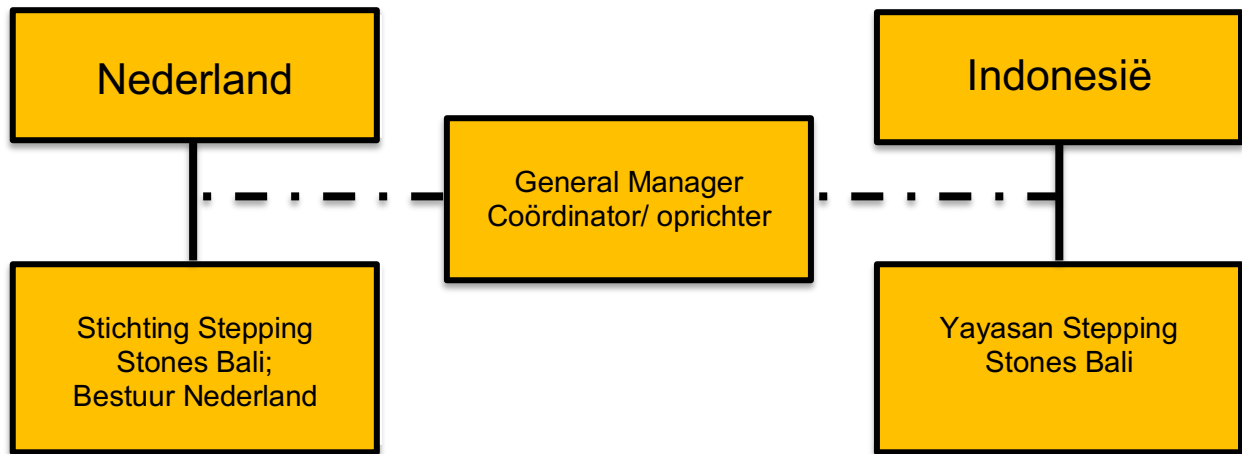 Nederland
Indonesië
General Manager
Coördinator/ oprichter
Stichting Stepping
Stones Bali;
Bestuur Nederland
Yayasan Stepping
Stones Bali